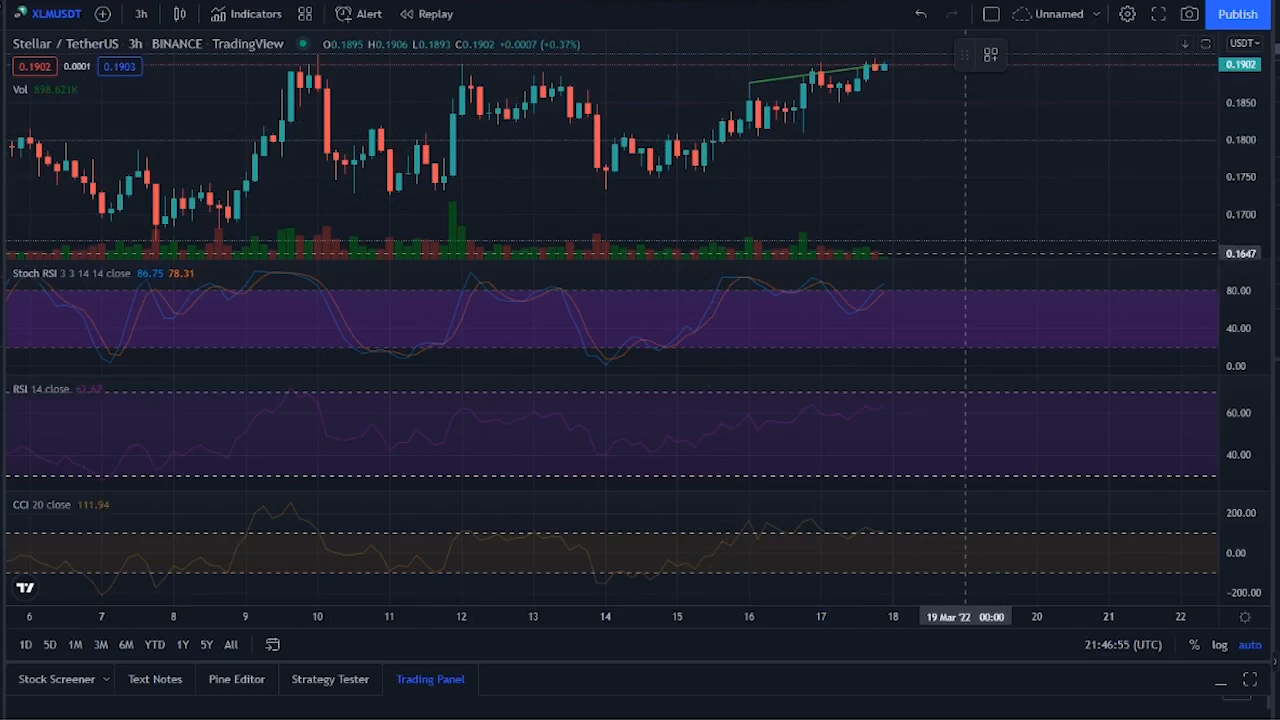 XLMUSDT 3h Indicators Alert Replay Unnamed Publish
Stellar / TetherUS 3h BINANCE TradingView O0.1895 H0.1906 L0.1893 C0.1902 +0.0007 (+0.37%) USDT
0.1902 0.0001 0.1903 0.1902
Vol 898.621K
0.1850
0.1800
0.1750
0.1700
0.1647
Stoch RSI 3 3 14 14 close 86.75 78.31
80.00
40.00
0.00
RSI 14 close 62.67
60.00
40.00
CCI 20 close 111.94
200.00
0.00
-200.00
6 7 8 9 10 11 12 13 14 15 16 17 18 19 Mar '22 00:00 20 21 22
1D 5D 1M 3M 6M YTD 1Y 5Y All 21:46:55 (UTC) % log auto
Stock Screener Text Notes Pine Editor Strategy Tester Trading Panel